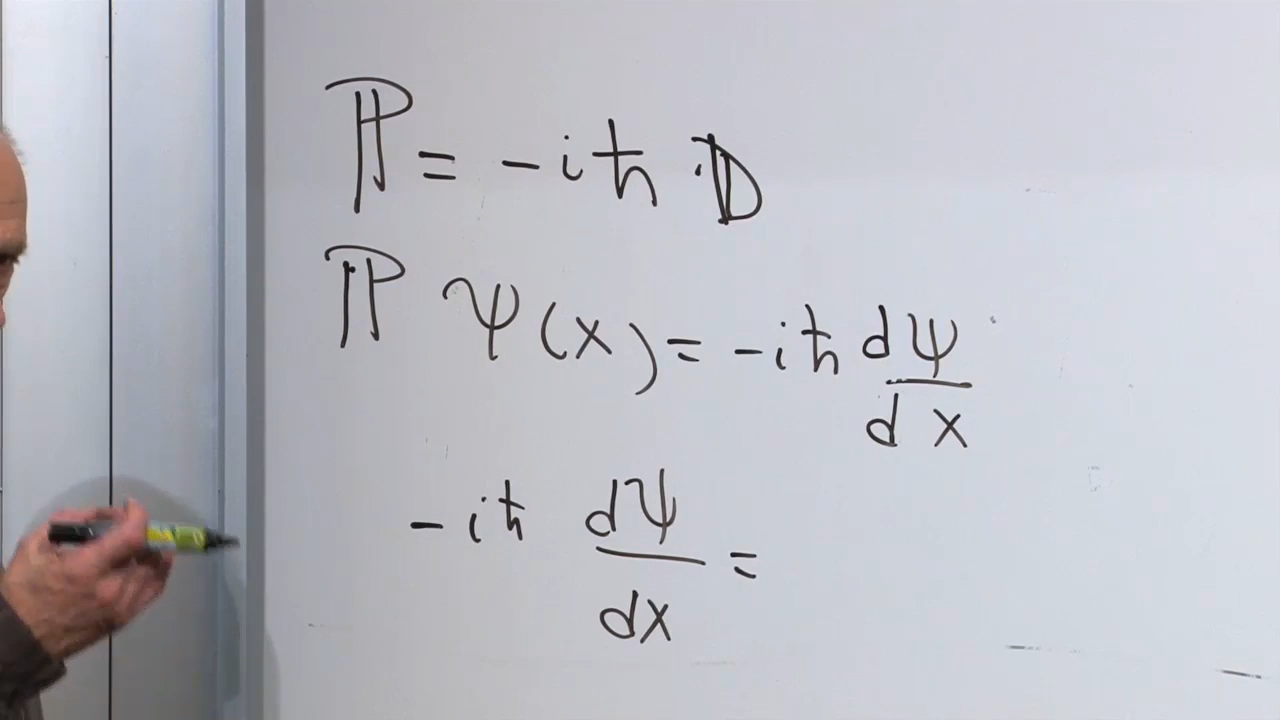 ℙ = -iħ 𝔻
ℙ ψ(x) = -iħ dψ/dx
-iħ dψ/dx =